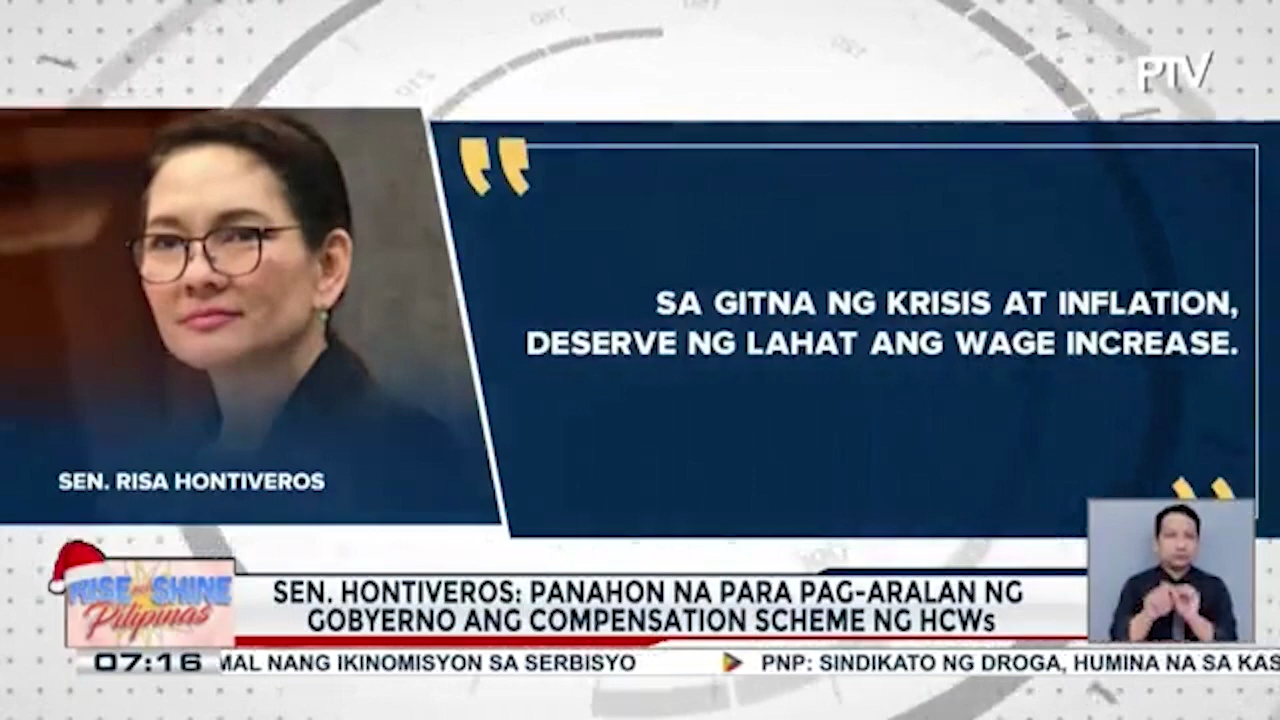 PTV
SA GITNA NG KRISIS AT INFLATION,
DESERVE NG LAHAT ANG WAGE INCREASE.
SEN. RISA HONTIVEROS
RISE and SHINE
Pilipinas
SEN. HONTIVEROS: PANAHON NA PARA PAG-ARALAN NG
GOBYERNO ANG COMPENSATION SCHEME NG HCWs
07:16
MAL NANG IKINOMISYON SA SERBISYO
PNP: SINDIKATO NG DROGA, HUMINA NA SA KAS